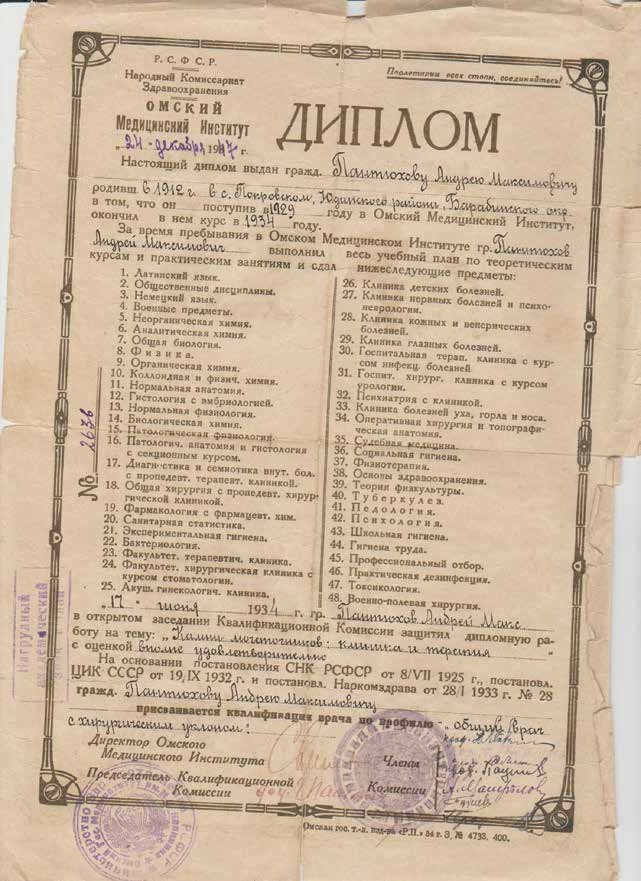 Р. С. Ф. С. Р.
Народный Комиссариат
Здравоохранения
ОМСКИЙ
Медицинский Институт
„24 - декабря 1947 г.
Пролетарии всех стран, соединяйтесь!
ДИПЛОМ
Настоящий диплом выдан гражд. Пантюхову Андрею Максимовичу
родивш. в 1912 г. в с. Покровском, Юдинского района, Барабинского окр.
в том, что он поступив в 1929 году в Омский Медицинский Институт,
окончил в нем курс в 1934 году.
За время пребывания в Омском Медицинском Институте гр. Пантюхов
Андрей Максимович выполнил весь учебный план по теоретическим
курсам и практическим занятиям и сдал нижеследующие предметы:
1. Латинский язык.
2. Общественные дисциплины.
3. Немецкий язык.
4. Военные предметы.
5. Неорганическая химия.
6. Аналитическая химия.
7. Общая биология.
8. Физика.
9. Органическая химия.
10. Коллоидная и физич. химия.
11. Нормальная анатомия.
12. Гистология с эмбриологией.
13. Нормальная физиология.
14. Биологическая химия.
15. Патологическая физиология.
16. Патологич. анатомия и гистология
с секционным курсом.
17. Диагностика и семиотика внут. бол.
с пропедевт. терапевт. клиникой.
18. Общая хирургия с пропедевт. хирур-
гической клиникой.
19. Фармакология с фармацевт. хим.
20. Санитарная статистика.
21. Экспериментальная гигиена.
22. Бактериология.
23. Факультет. терапевтич. клиника.
24. Факультет. хирургическая клиника с
курсом стоматологии.
25. Акуш. гинекологич. клиника.
26. Клиника детских болезней.
27. Клиника нервных болезней и психо-
неврологии.
28. Клиника кожных и венерических
болезней.
29. Клиника глазных болезней.
30. Госпитальная терап. клиника с кур-
сом инфекц. болезней
31. Госпит. хирург. клиника с курсом
урологии.
32. Психиатрия с клиникой.
33. Клиника болезней уха, горла и носа.
34. Оперативная хирургия и топографи-
ческая анатомия.
35. Судебная медицина.
36. Социальная гигиена.
37. Физиотерапия.
38. Основы здравоохранения.
39. Теория физкультуры.
40. Туберкулез.
41. Педология.
42. Психология.
43. Школьная гигиена.
44. Гигиена труда.
45. Профессиональный отбор.
46. Практическая дезинфекция.
47. Токсикология.
48. Военно-полевая хирургия.
№ 2636
Нагрудный
академический
„17 - июня 1934 г. гр. Пантюхов Андрей Макс.
в открытом заседании Квалификационной Комиссии защитил дипломную ра-
боту на тему: „Камни мочеточников: клиника и терапия
с оценкой вполне удовлетворительно
На основании постановления СНК РСФСР от 8/VII 1925 г., постановл.
ЦИК СССР от 19/IX 1932 г. и постановл. Наркомздрава от 28/I 1933 г. № 28
гражд. Пантюхову Андрею Максимовичу
присваивается квалификация врача по профилю - общий врач
с хирургическим уклоном!
Директор Омского
Медицинского Института
Председатель Квалификационной
Комиссии
Члены
Комиссии
Омская гос. т.-л. изд-ва „Р.П.“ 34 г. З. № 4733. 400.